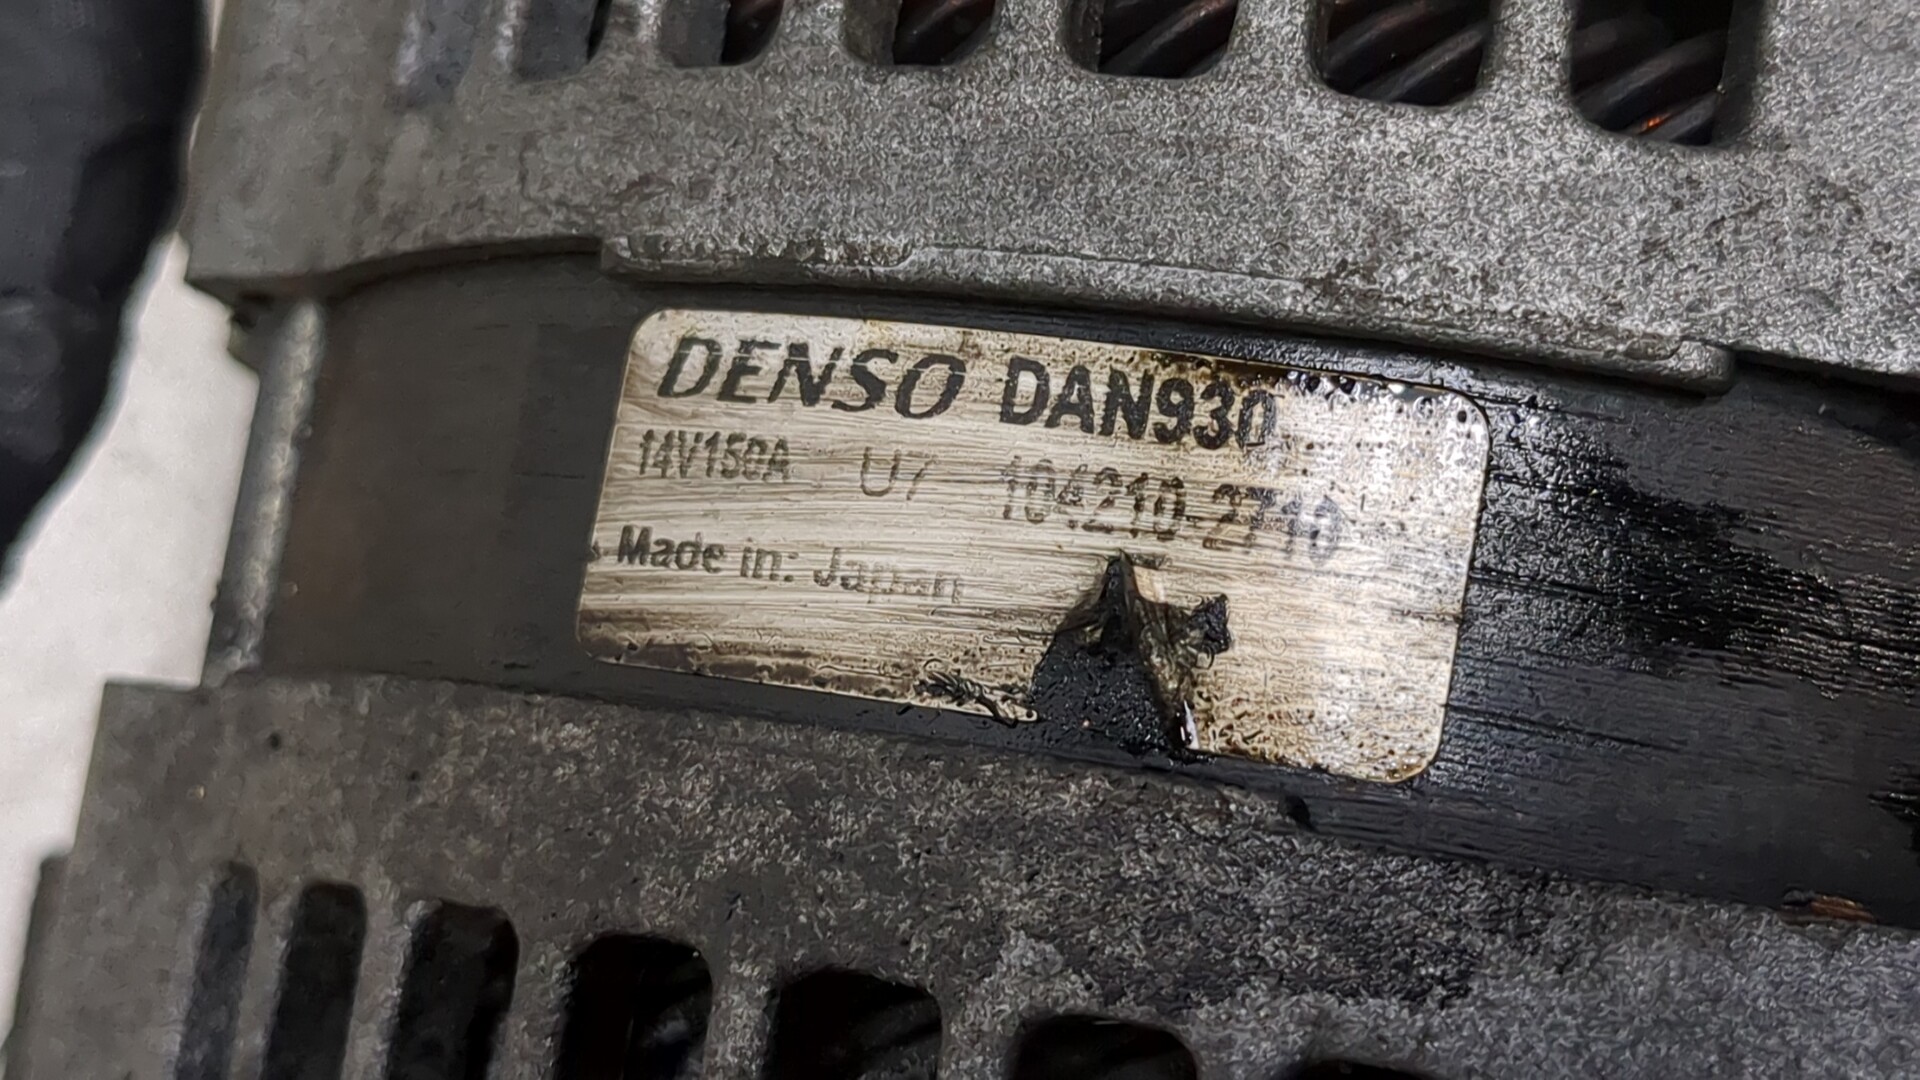 DENSO DAN930
14V150A U7 104210-2710
Made in: Japan